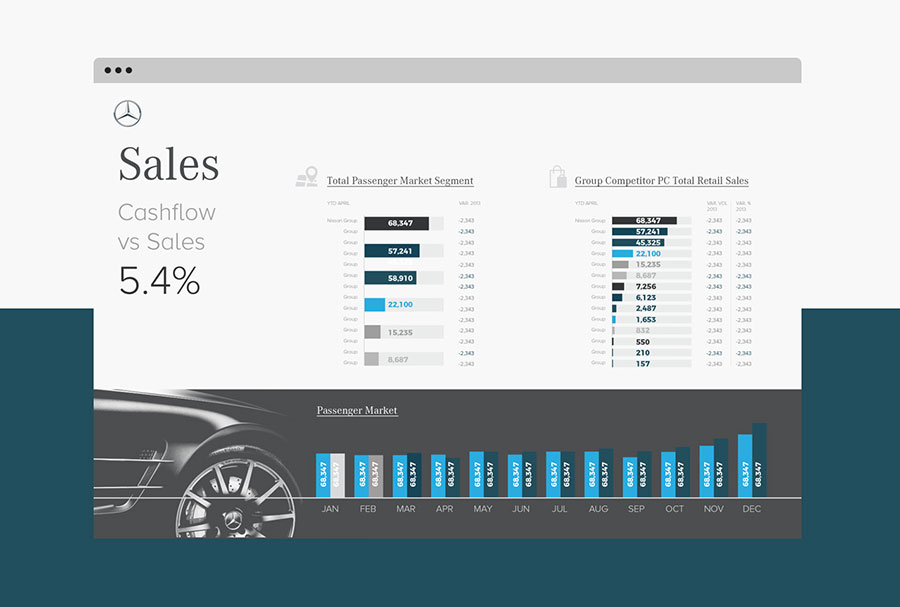 Sales
Cashflow
vs Sales
5.4%
Total Passenger Market Segment
YTD APRIL VAR 2013
Nissan Group 68,347 -2,343
Group -2,343
Group -2,343
Group 57,241 -2,343
Group -2,343
Group 58,910 -2,343
Group -2,343
Group -2,343
Group 22,100 -2,343
Group -2,343
Group 15,235 -2,343
Group -2,343
Group -2,343
Group 8,687 -2,343
Group Competitor PC Total Retail Sales
YTD APRIL VAR VOL 2013 VAR % 2013
Nissan Group 68,347 -2,343 -2,343
Group 57,241 -2,343 -2,343
Group 45,325 -2,343 -2,343
Group 22,100 -2,343 -2,343
Group 15,235 -2,343 -2,343
Group 8,687 -2,343 -2,343
Group 7,256 -2,343 -2,343
Group 6,123 -2,343 -2,343
Group 2,487 -2,343 -2,343
Group 1,653 -2,343 -2,343
Group 832 -2,343 -2,343
Group 550 -2,343 -2,343
Group 210 -2,343 -2,343
Group 157 -2,343 -2,343
Passenger Market
68,347 68,347 68,347 68,347 68,347 68,347 68,347 68,347 68,347 68,347 68,347 68,347 68,347 68,347 68,347 68,347 68,347 68,347 68,347 68,347 68,347 68,347 68,347 68,347
JAN FEB MAR APR MAY JUN JUL AUG SEP OCT NOV DEC